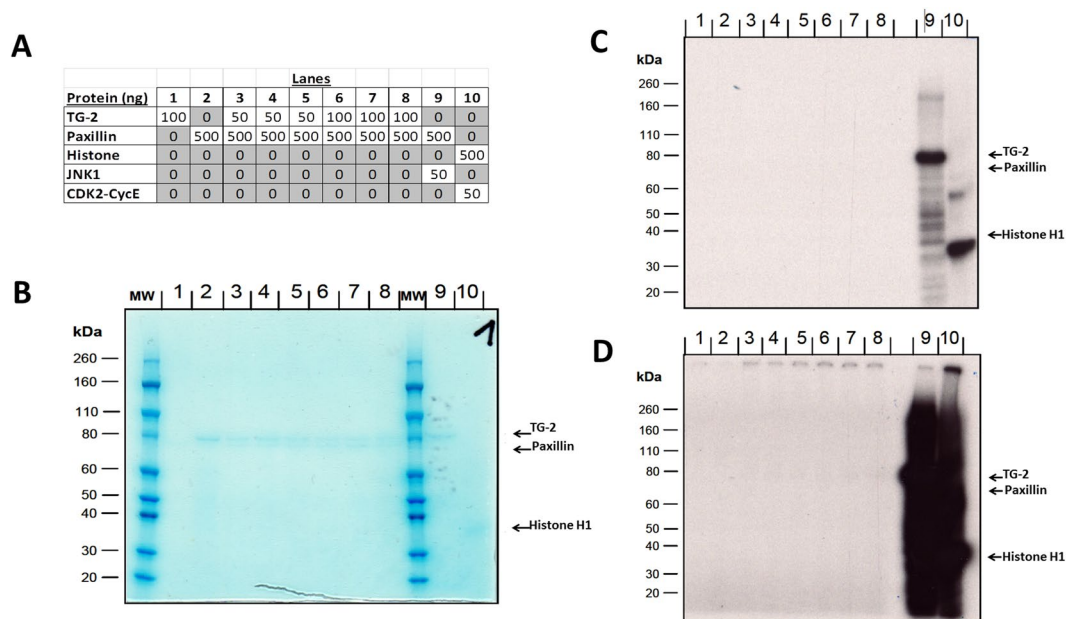 A
Lanes
Protein (ng) 1 2 3 4 5 6 7 8 9 10
TG-2 100 0 50 50 50 100 100 100 0 0
Paxillin 0 500 500 500 500 500 500 500 500 0
Histone 0 0 0 0 0 0 0 0 0 500
JNK1 0 0 0 0 0 0 0 0 50 0
CDK2-CycE 0 0 0 0 0 0 0 0 0 50
B
MW 1 2 3 4 5 6 7 8 MW 9 10
kDa
1
260
160
110
80
60
50
40
30
20
TG-2
Paxillin
Histone H1
C
1 2 3 4 5 6 7 8 9 10
kDa
260
160
110
80
60
50
40
30
20
TG-2
Paxillin
Histone H1
D
1 2 3 4 5 6 7 8 9 10
kDa
260
160
110
80
60
50
40
30
20
TG-2
Paxillin
Histone H1